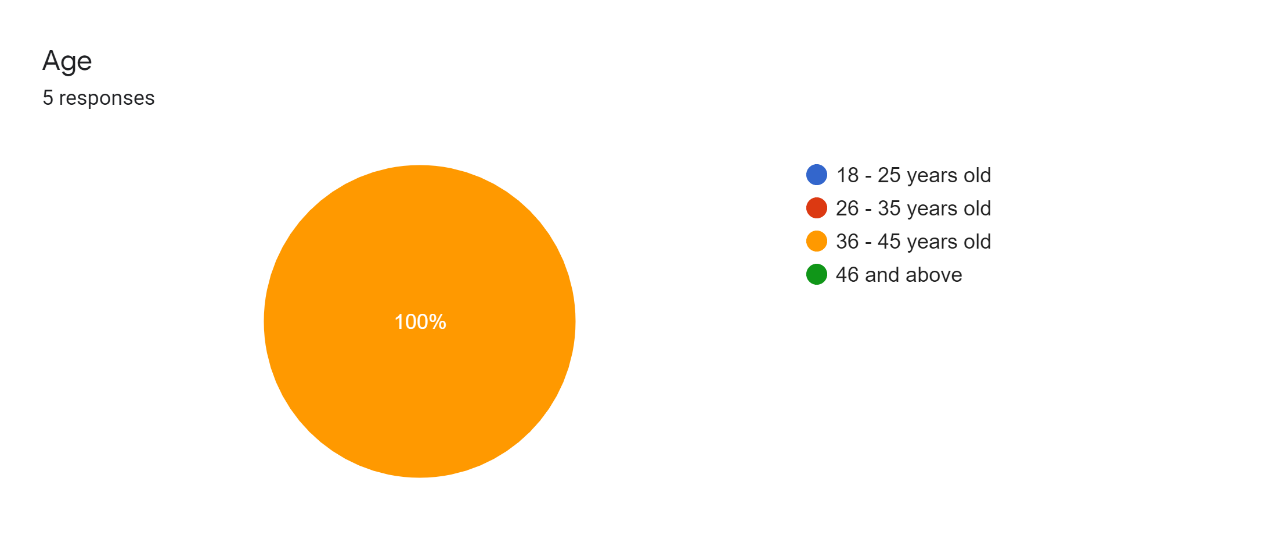 Age
5 responses
100%
18 - 25 years old
26 - 35 years old
36 - 45 years old
46 and above